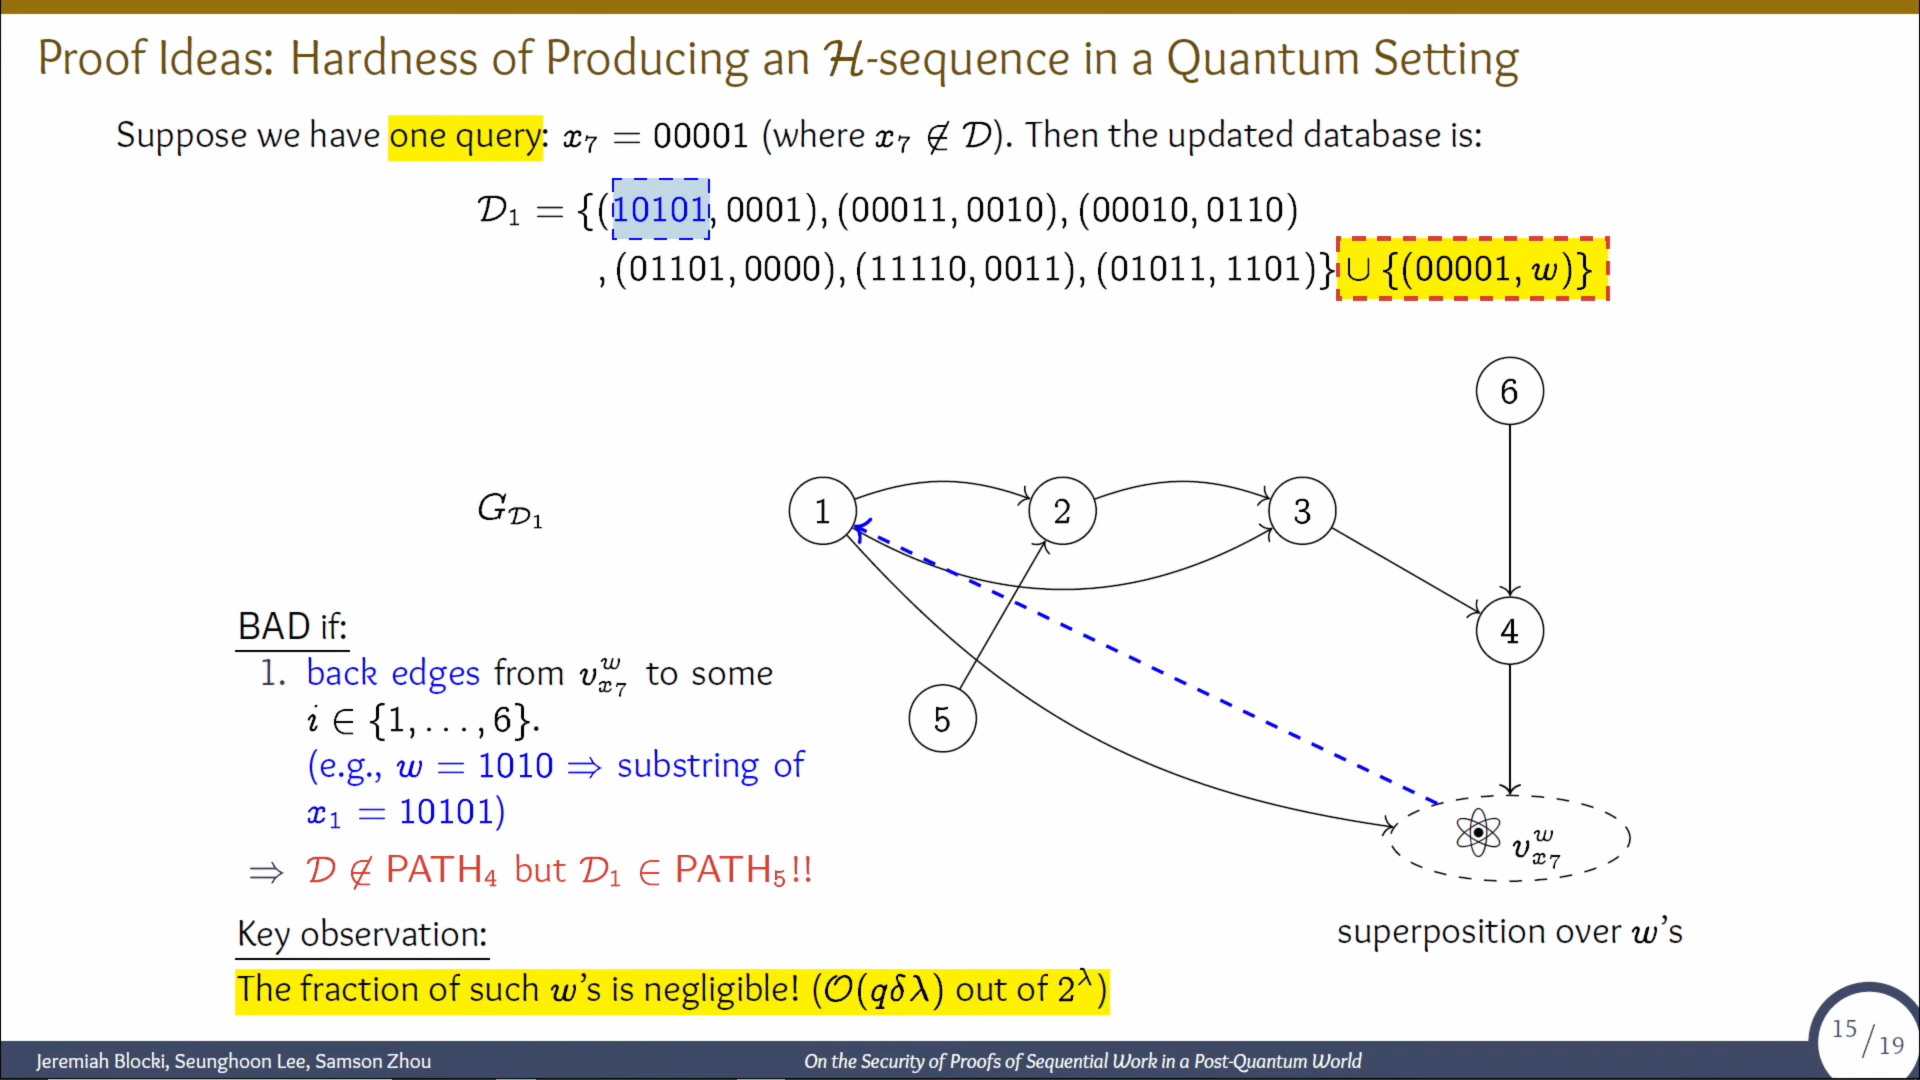 Proof Ideas: Hardness of Producing an ℋ-sequence in a Quantum Setting
Suppose we have one query: x₇ = 00001 (where x₇ ∉ 𝒟). Then the updated database is:
𝒟₁ = {(10101, 0001), (00011, 0010), (00010, 0110)
, (01101, 0000), (11110, 0011), (01011, 1101)} ∪ {(00001, w)}
6
G_𝒟₁
1
2
3
4
5
v^w_x₇
superposition over w's
BAD if:
1. back edges from v^w_x₇ to some
i ∈ {1, . . . , 6}.
(e.g., w = 1010 ⇒ substring of
x₁ = 10101)
⇒ 𝒟 ∉ PATH₄ but 𝒟₁ ∈ PATH₅!!
Key observation:
The fraction of such w's is negligible! (𝒪(qδλ) out of 2^λ)
Jeremiah Blocki, Seunghoon Lee, Samson Zhou
On the Security of Proofs of Sequential Work in a Post-Quantum World
15/19